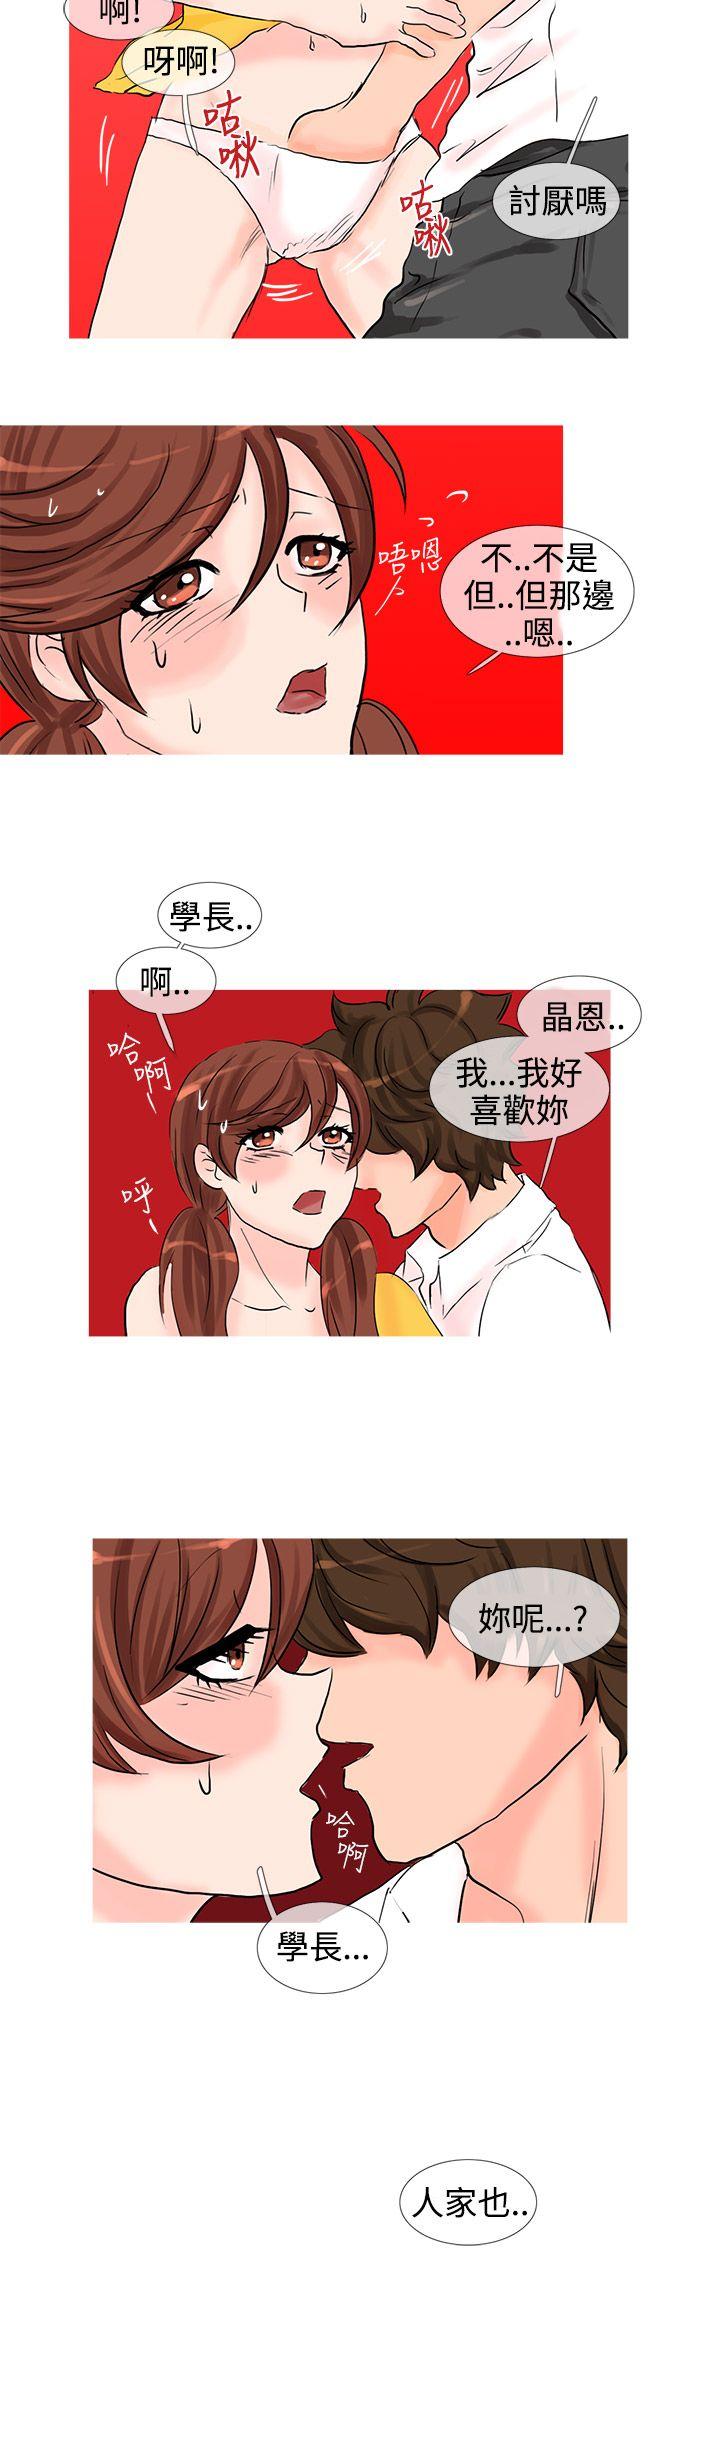 啊!
呀啊!
咕啾
咕啾
討厭嗎
唔嗯
不..不是
但..但那邊
..嗯..
學長..
啊..
哈啊
晶恩..
我...我好
喜歡妳
呼
妳呢...?
哈啊
學長...
人家也..